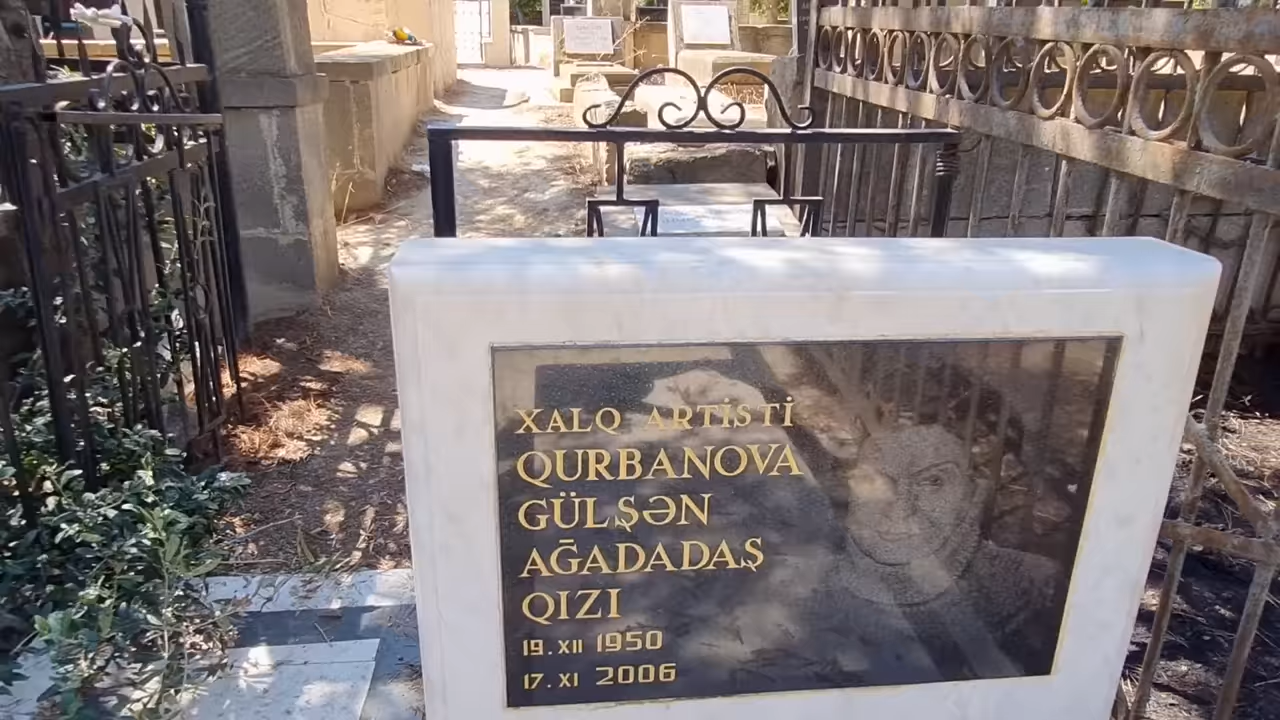 XALQ ARTİSTİ
QURBANOVA
GÜLŞƏN
AĞADADAŞ
QIZI
19.XII 1950
17.XI 2006